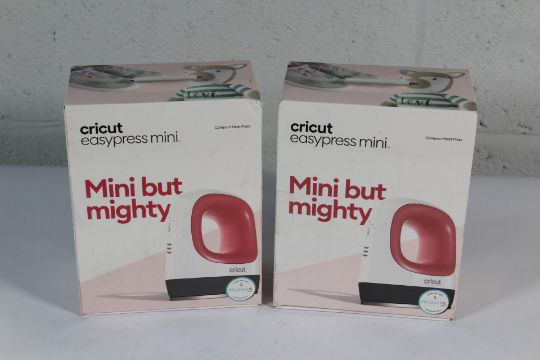 cricut
easypress mini.
Compact Heat Press
Mini but
mighty
cricut
cricut
easypress mini.
Compact Heat Press
Mini but
mighty
cricut